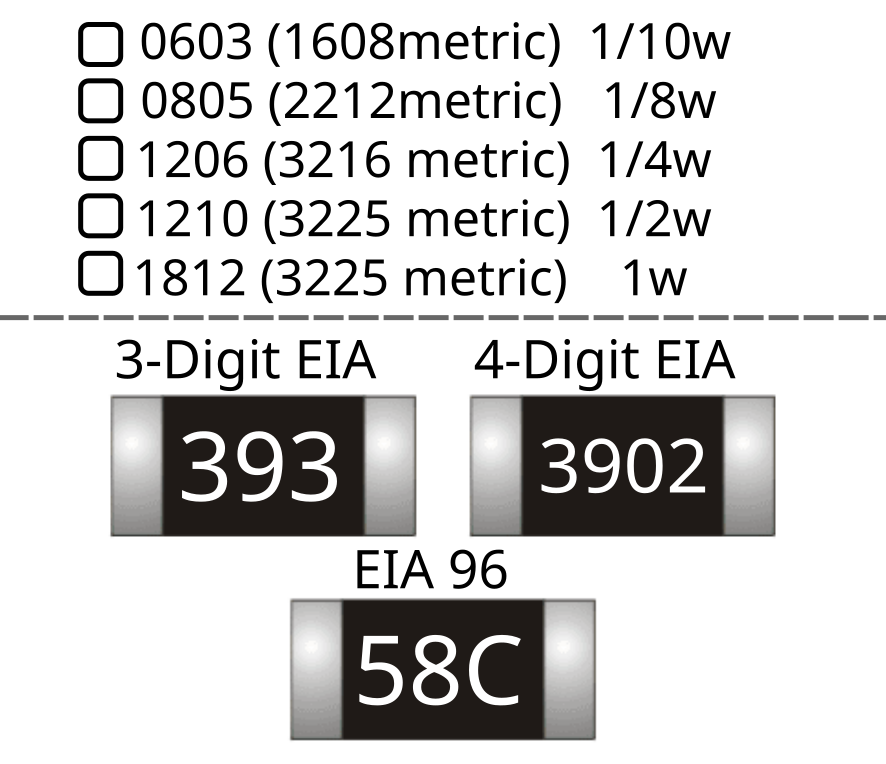 0603 (1608metric) 1/10w
0805 (2212metric) 1/8w
1206 (3216 metric) 1/4w
1210 (3225 metric) 1/2w
1812 (3225 metric) 1w
3-Digit EIA 4-Digit EIA
393 3902
EIA 96
58C